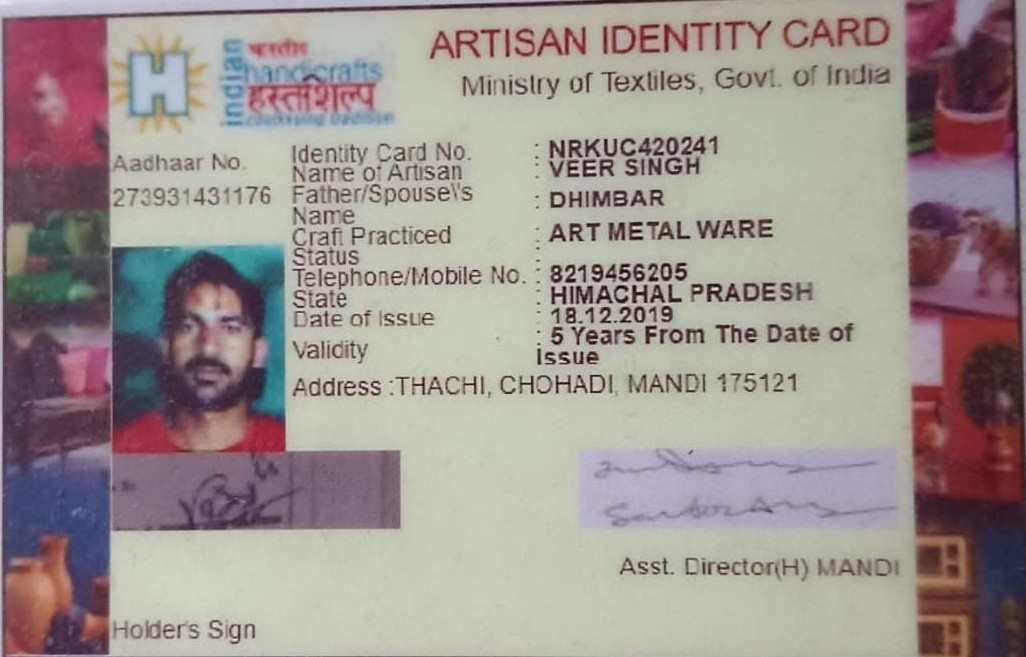 ARTISAN IDENTITY CARD
Ministry of Textiles, Govt. of India
indian
भारतीय
handicrafts
हस्तशिल्प
continuing tradition
Aadhaar No.
273931431176
Identity Card No. : NRKUC420241
Name of Artisan : VEER SINGH
Father/Spouse\'s : DHIMBAR
Name
Craft Practiced : ART METAL WARE
Status :
Telephone/Mobile No. : 8219456205
State : HIMACHAL PRADESH
Date of Issue : 18.12.2019
Validity : 5 Years From The Date of
Issue
Address :THACHI, CHOHADI, MANDI 175121
Asst. Director(H) MANDI
Holder's Sign